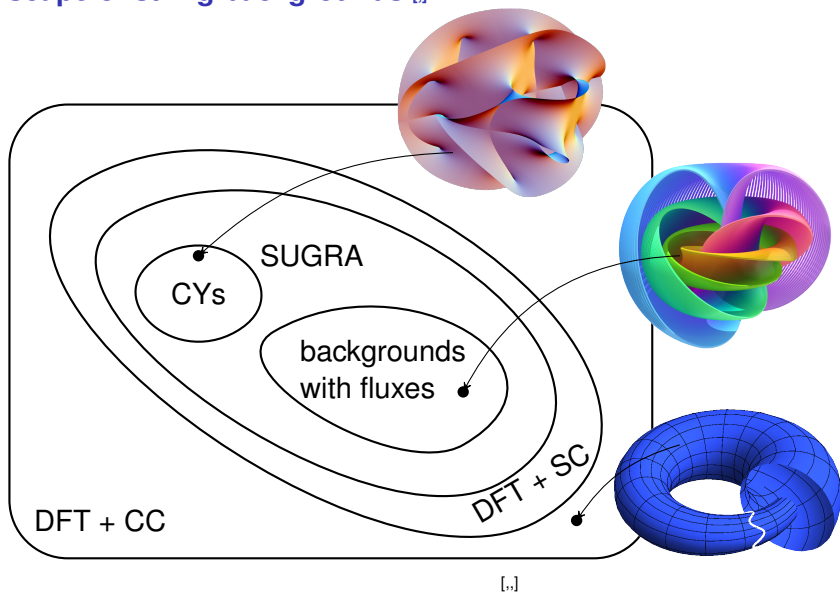 [,]
SUGRA
CYs
backgrounds
with fluxes
DFT + SC
DFT + CC
[,,]